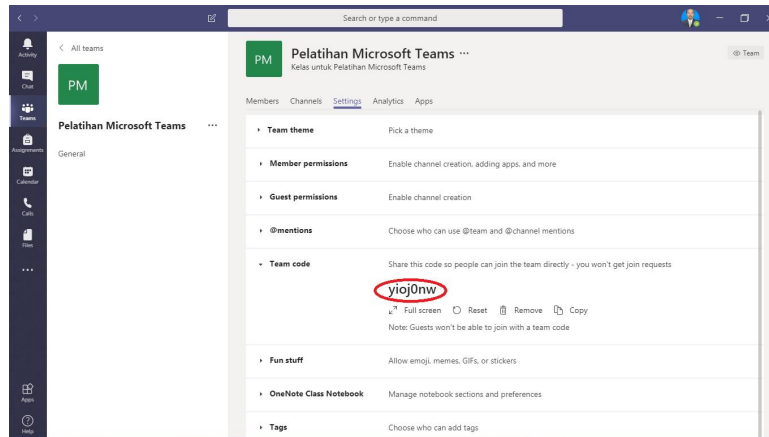 Search or type a command
Activity
Chat
Teams
Assignments
Calendar
Calls
Files
Apps
Help
All teams
PM
Pelatihan Microsoft Teams ...
General
PM
Pelatihan Microsoft Teams ...
Kelas untuk Pelatihan Microsoft Teams
Team
Members Channels Settings Analytics Apps
Team theme Pick a theme
Member permissions Enable channel creation, adding apps, and more
Guest permissions Enable channel creation
@mentions Choose who can use @team and @channel mentions
Team code Share this code so people can join the team directly - you won't get join requests
yioj0nw
Full screen Reset Remove Copy
Note: Guests won't be able to join with a team code
Fun stuff Allow emoji, memes, GIFs, or stickers
OneNote Class Notebook Manage notebook sections and preferences
Tags Choose who can add tags